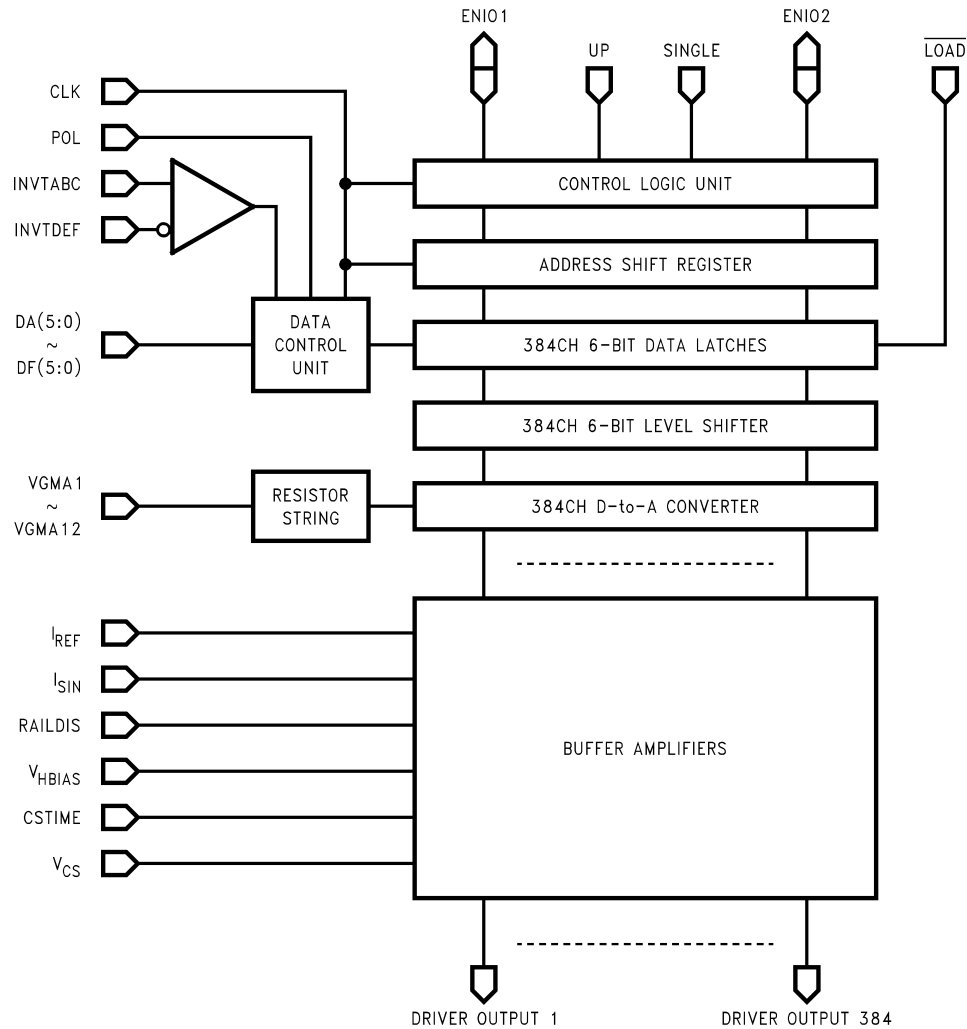 ENIO1
ENIO2
UP
SINGLE
LOAD
CLK
POL
INVTABC
INVTDEF
CONTROL LOGIC UNIT
ADDRESS SHIFT REGISTER
DA(5:0)
~
DF(5:0)
DATA
CONTROL
UNIT
384CH 6-BIT DATA LATCHES
384CH 6-BIT LEVEL SHIFTER
VGMA1
~
VGMA12
RESISTOR
STRING
384CH D-to-A CONVERTER
IREF
ISIN
RAILDIS
VHBIAS
CSTIME
VCS
BUFFER AMPLIFIERS
DRIVER OUTPUT 1
DRIVER OUTPUT 384